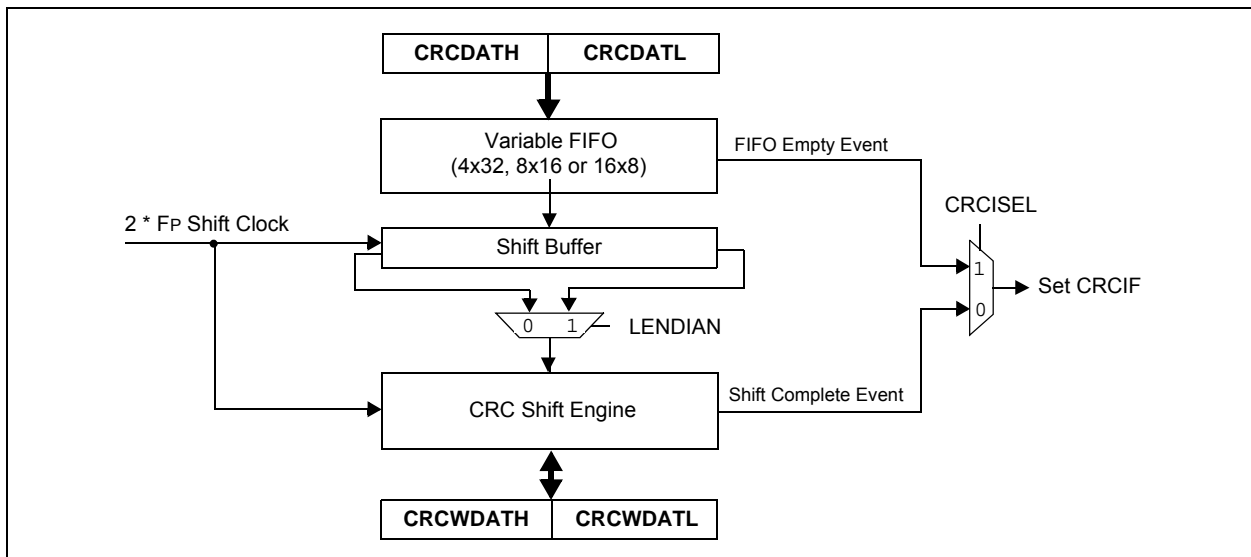 CRCDATH CRCDATL
Variable FIFO
(4x32, 8x16 or 16x8)
FIFO Empty Event
CRCISEL
2 * FP Shift Clock
Shift Buffer
1
Set CRCIF
0
0 1
LENDIAN
CRC Shift Engine
Shift Complete Event
CRCWDATH CRCWDATL